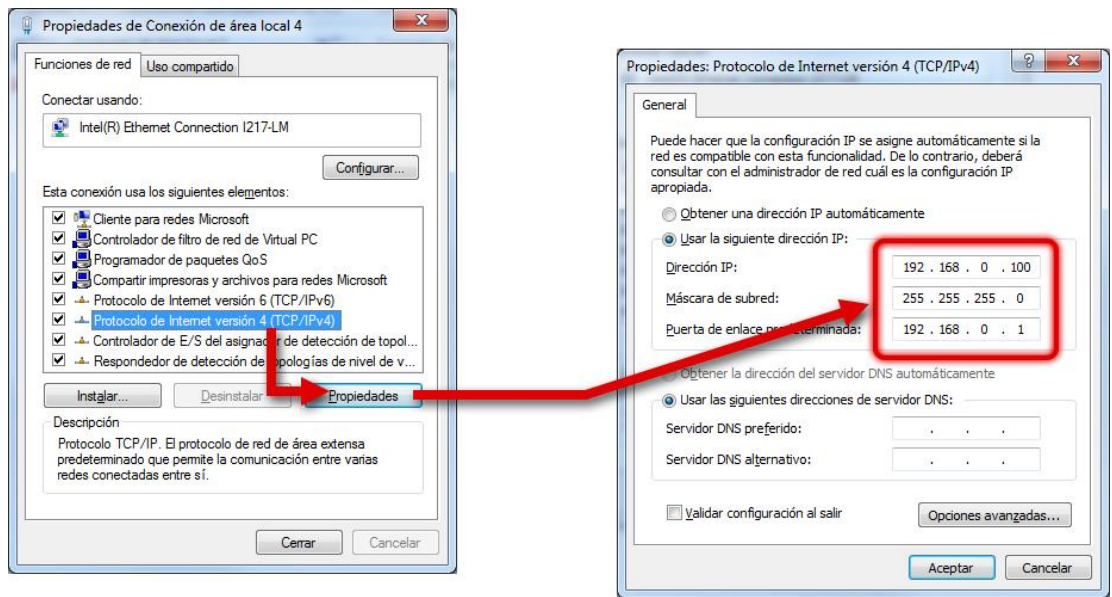 Propiedades de Conexión de área local 4
Funciones de red
Uso compartido
Conectar usando:
Intel(R) Ethernet Connection I217-LM
Configurar...
Esta conexión usa los siguientes elementos:
Cliente para redes Microsoft
Controlador de filtro de red de Virtual PC
Programador de paquetes QoS
Compartir impresoras y archivos para redes Microsoft
Protocolo de Internet versión 6 (TCP/IPv6)
Protocolo de Internet versión 4 (TCP/IPv4)
Controlador de E/S del asignador de detección de topol...
Respondedor de detección de topologías de nivel de v...
Instalar...
Desinstalar
Propiedades
Descripción
Protocolo TCP/IP. El protocolo de red de área extensa
predeterminado que permite la comunicación entre varias
redes conectadas entre sí.
Cerrar
Cancelar
Propiedades: Protocolo de Internet versión 4 (TCP/IPv4)
General
Puede hacer que la configuración IP se asigne automáticamente si la
red es compatible con esta funcionalidad. De lo contrario, deberá
consultar con el administrador de red cuál es la configuración IP
apropiada.
Obtener una dirección IP automáticamente
Usar la siguiente dirección IP:
Dirección IP: 192 . 168 . 0 . 100
Máscara de subred: 255 . 255 . 255 . 0
Puerta de enlace predeterminada: 192 . 168 . 0 . 1
Obtener la dirección del servidor DNS automáticamente
Usar las siguientes direcciones de servidor DNS:
Servidor DNS preferido: . . .
Servidor DNS alternativo: . . .
Validar configuración al salir
Opciones avanzadas...
Aceptar
Cancelar